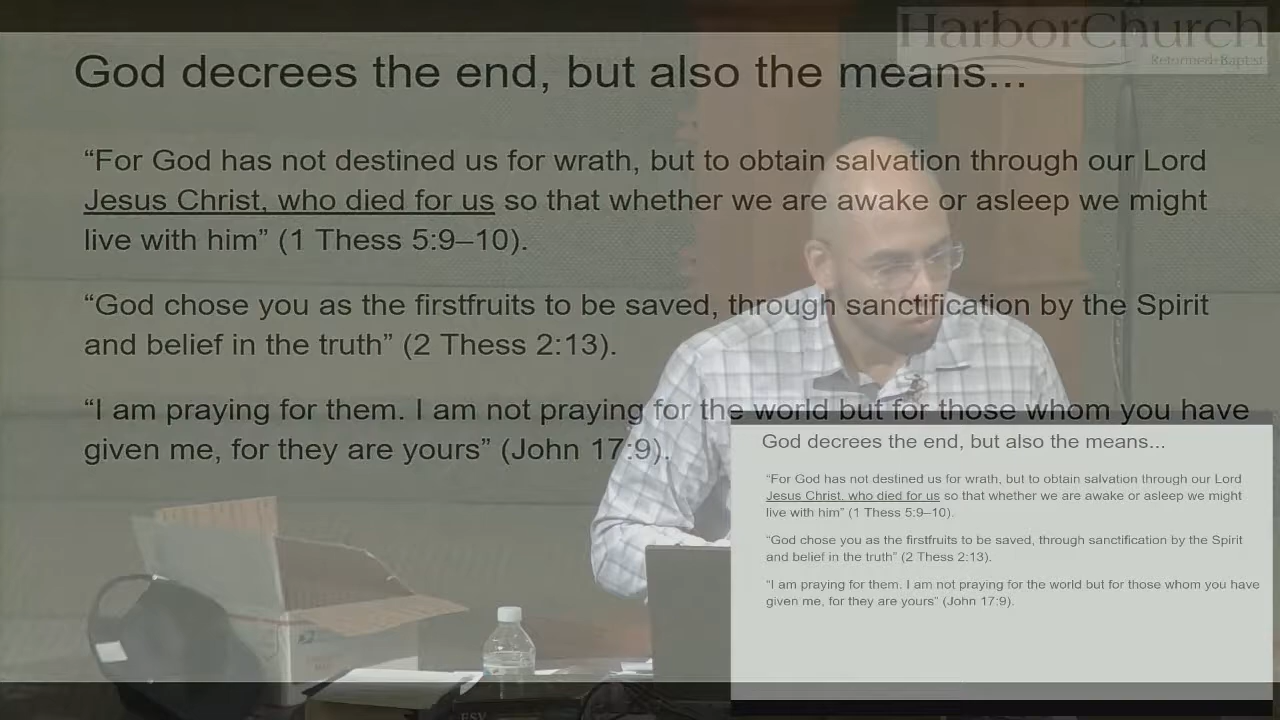 HarborChurch
Reformed Baptist
God decrees the end, but also the means...
“For God has not destined us for wrath, but to obtain salvation through our Lord
Jesus Christ, who died for us so that whether we are awake or asleep we might
live with him” (1 Thess 5:9–10).
“God chose you as the firstfruits to be saved, through sanctification by the Spirit
and belief in the truth” (2 Thess 2:13).
“I am praying for them. I am not praying for the world but for those whom you have
given me, for they are yours” (John 17:9).
God decrees the end, but also the means...
“For God has not destined us for wrath, but to obtain salvation through our Lord
Jesus Christ, who died for us so that whether we are awake or asleep we might
live with him” (1 Thess 5:9–10).
“God chose you as the firstfruits to be saved, through sanctification by the Spirit
and belief in the truth” (2 Thess 2:13).
“I am praying for them. I am not praying for the world but for those whom you have
given me, for they are yours” (John 17:9).
ESV